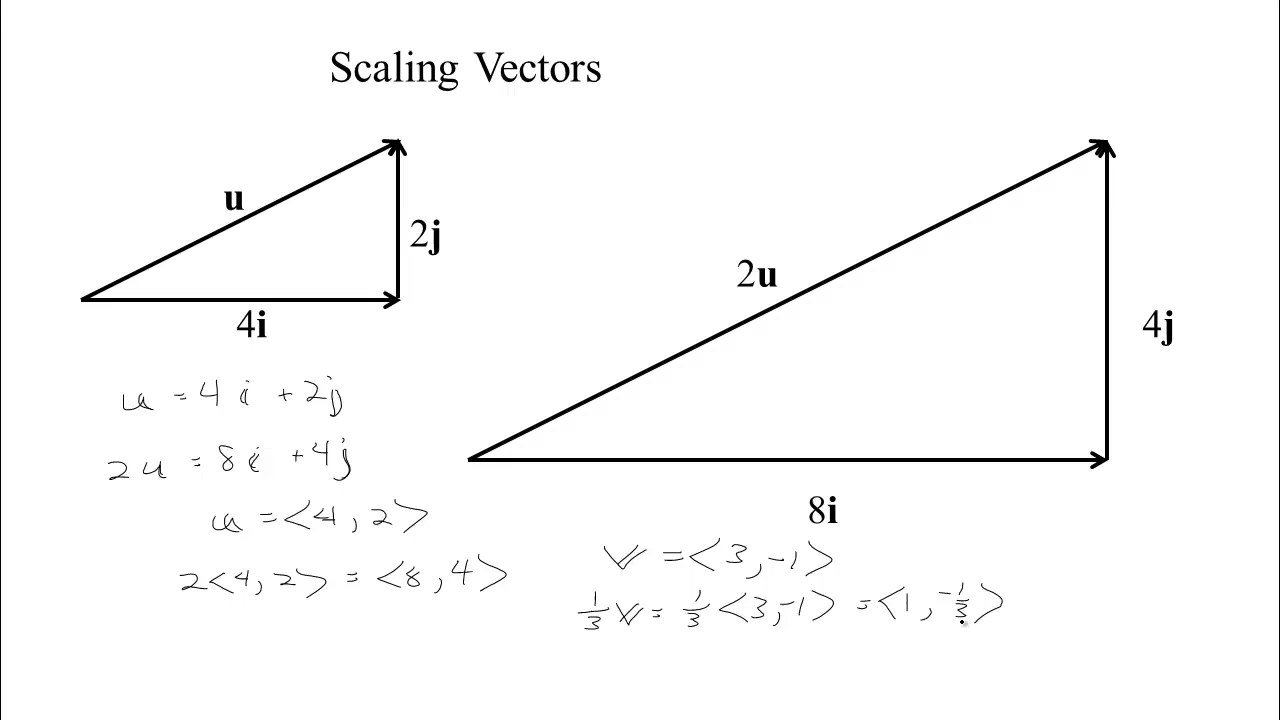 Scaling Vectors
u
2j
4i
2u
4j
8i
u = 4i + 2j
2u = 8i + 4j
u = <4, 2>
2<4, 2> = <8, 4>
v = <3, -1>
1/3 v = 1/3 <3, -1> = <1, -1/3>